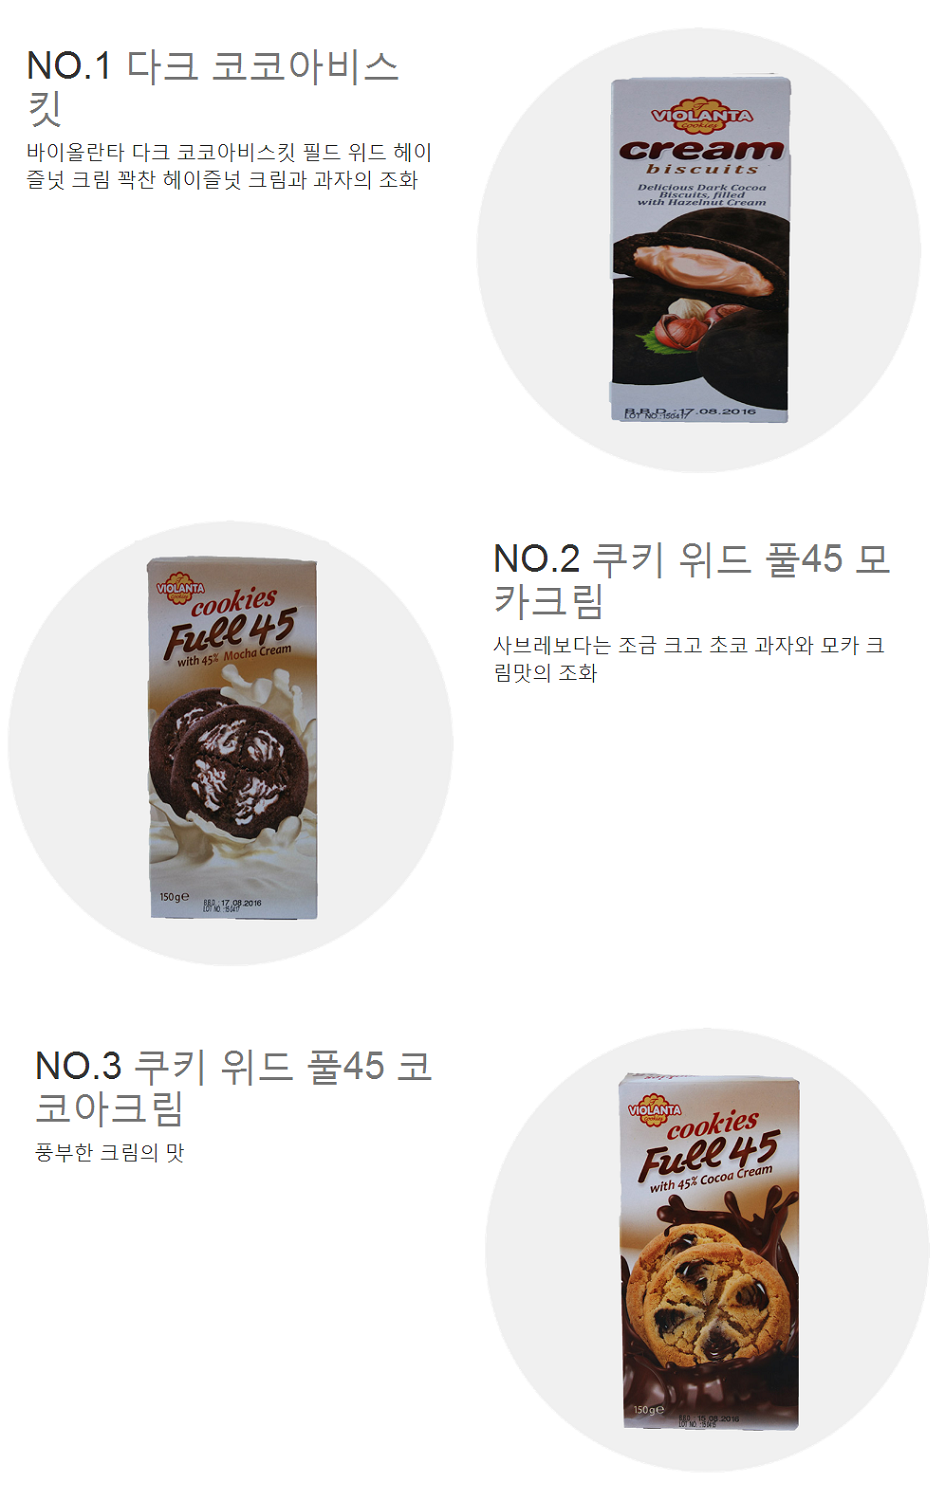 NO.1 다크 코코아비스
킷
바이올란타 다크 코코아비스킷 필드 위드 헤이
즐넛 크림 꽉찬 헤이즐넛 크림과 과자의 조화
VIOLANTA
Cookies
cream
biscuits
Delicious Dark Cocoa
Biscuits, filled
with Hazelnut Cream
B.B.D.:17.08.2016
LOT NO.:150417
NO.2 쿠키 위드 풀45 모
카크림
사브레보다는 조금 크고 초코 과자와 모카 크
림맛의 조화
VIOLANTA
Cookies
cookies
Full 45
with 45% Mocha Cream
150g℮
B.B.D.:17.08.2016
LOT NO.:150417
NO.3 쿠키 위드 풀45 코
코아크림
풍부한 크림의 맛
VIOLANTA
Cookies
cookies
Full 45
with 45% Cocoa Cream
150g℮
LOT NO.